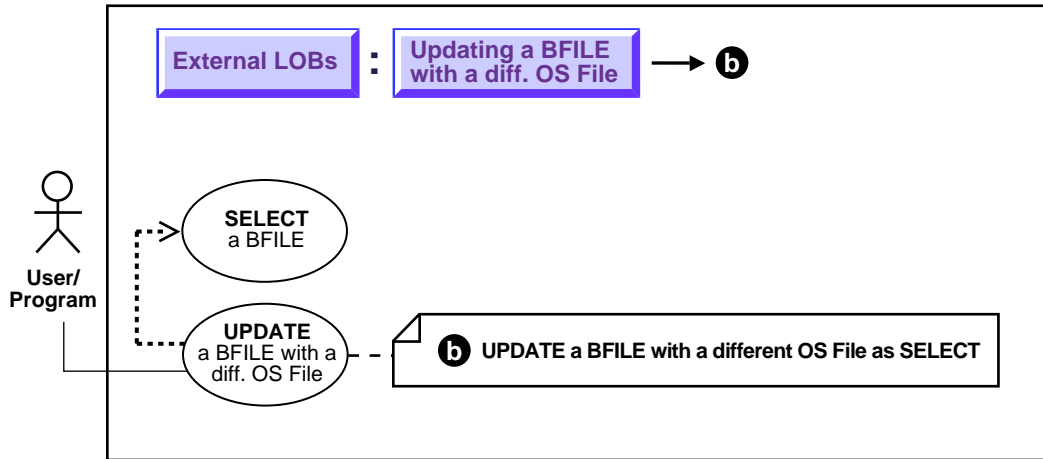 External LOBs
:
Updating a BFILE
with a diff. OS File
b
SELECT
a BFILE
User/
Program
UPDATE
a BFILE with a
diff. OS File
b UPDATE a BFILE with a different OS File as SELECT